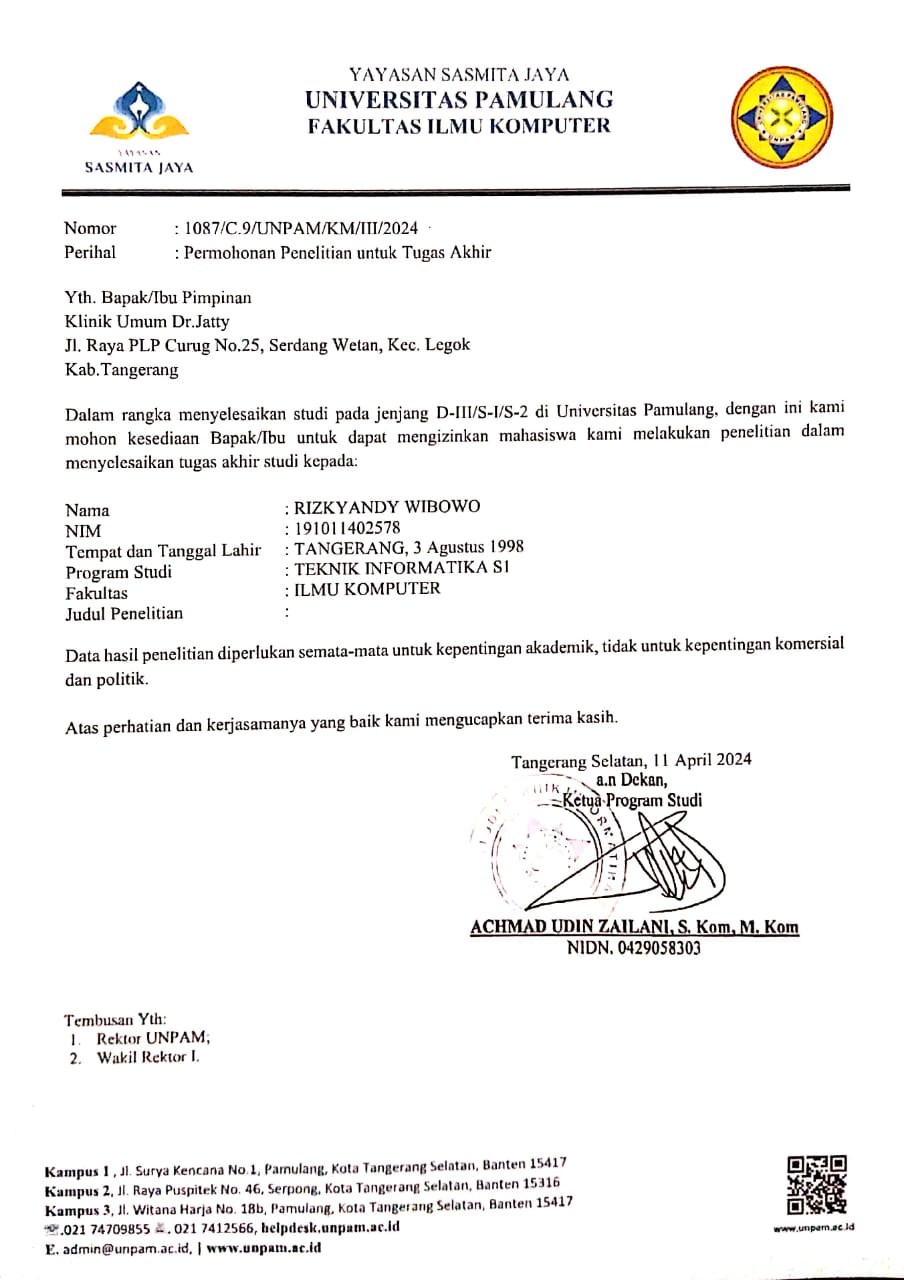 YAYASAN
SASMITA JAYA
YAYASAN SASMITA JAYA
UNIVERSITAS PAMULANG
FAKULTAS ILMU KOMPUTER
UNIVERSITAS PAMULANG
UNPAM
Nomor : 1087/C.9/UNPAM/KM/III/2024
Perihal : Permohonan Penelitian untuk Tugas Akhir
Yth. Bapak/Ibu Pimpinan
Klinik Umum Dr.Jatty
Jl. Raya PLP Curug No.25, Serdang Wetan, Kec. Legok
Kab.Tangerang
Dalam rangka menyelesaikan studi pada jenjang D-III/S-I/S-2 di Universitas Pamulang, dengan ini kami
mohon kesediaan Bapak/Ibu untuk dapat mengizinkan mahasiswa kami melakukan penelitian dalam
menyelesaikan tugas akhir studi kepada:
Nama : RIZKYANDY WIBOWO
NIM : 191011402578
Tempat dan Tanggal Lahir : TANGERANG, 3 Agustus 1998
Program Studi : TEKNIK INFORMATIKA S1
Fakultas : ILMU KOMPUTER
Judul Penelitian :
Data hasil penelitian diperlukan semata-mata untuk kepentingan akademik, tidak untuk kepentingan komersial
dan politik.
Atas perhatian dan kerjasamanya yang baik kami mengucapkan terima kasih.
Tangerang Selatan, 11 April 2024
a.n Dekan,
Ketua Program Studi
ACHMAD UDIN ZAILANI, S. Kom, M. Kom
NIDN. 0429058303
Tembusan Yth:
1. Rektor UNPAM;
2. Wakil Rektor I.
Kampus 1 , Jl. Surya Kencana No.1, Pamulang, Kota Tangerang Selatan, Banten 15417
Kampus 2, Jl. Raya Puspitek No. 46, Serpong, Kota Tangerang Selatan, Banten 15316
Kampus 3, Jl. Witana Harja No. 18b, Pamulang, Kota Tangerang Selatan, Banten 15417
☎.021 74709855 📠. 021 7412566, helpdesk.unpam.ac.id
E. admin@unpam.ac.id, | www.unpam.ac.id
www.unpam.ac.id